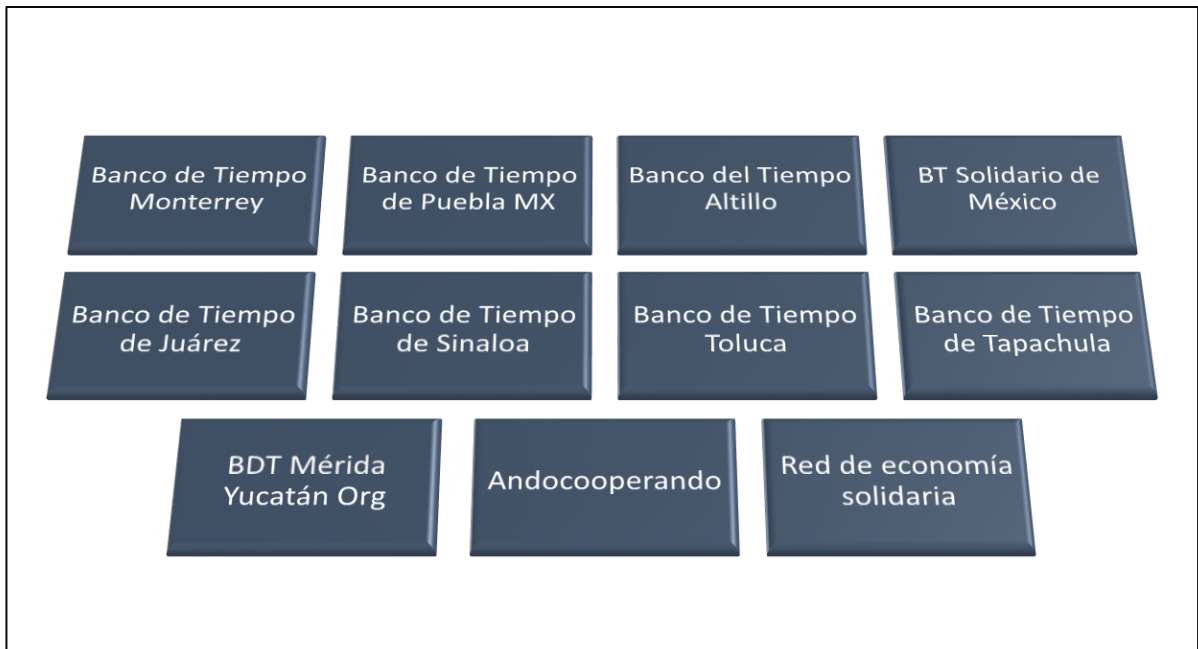 Banco de Tiempo
Monterrey
Banco de Tiempo
de Puebla MX
Banco del Tiempo
Altillo
BT Solidario de
México
Banco de Tiempo
de Juárez
Banco de Tiempo
de Sinaloa
Banco de Tiempo
Toluca
Banco de Tiempo
de Tapachula
BDT Mérida
Yucatán Org
Andocooperando
Red de economía
solidaria